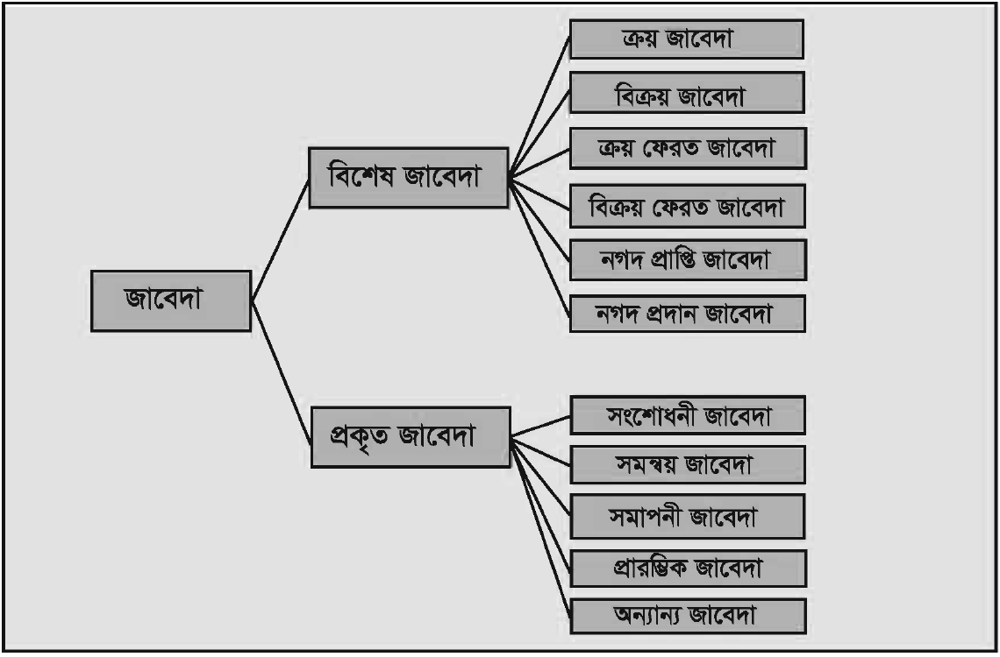 ক্রয় জাবেদা
বিক্রয় জাবেদা
ক্রয় ফেরত জাবেদা
বিশেষ জাবেদা
বিক্রয় ফেরত জাবেদা
নগদ প্রাপ্তি জাবেদা
জাবেদা
নগদ প্রদান জাবেদা
সংশোধনী জাবেদা
প্রকৃত জাবেদা
সমন্বয় জাবেদা
সমাপনী জাবেদা
প্রারম্ভিক জাবেদা
অন্যান্য জাবেদা